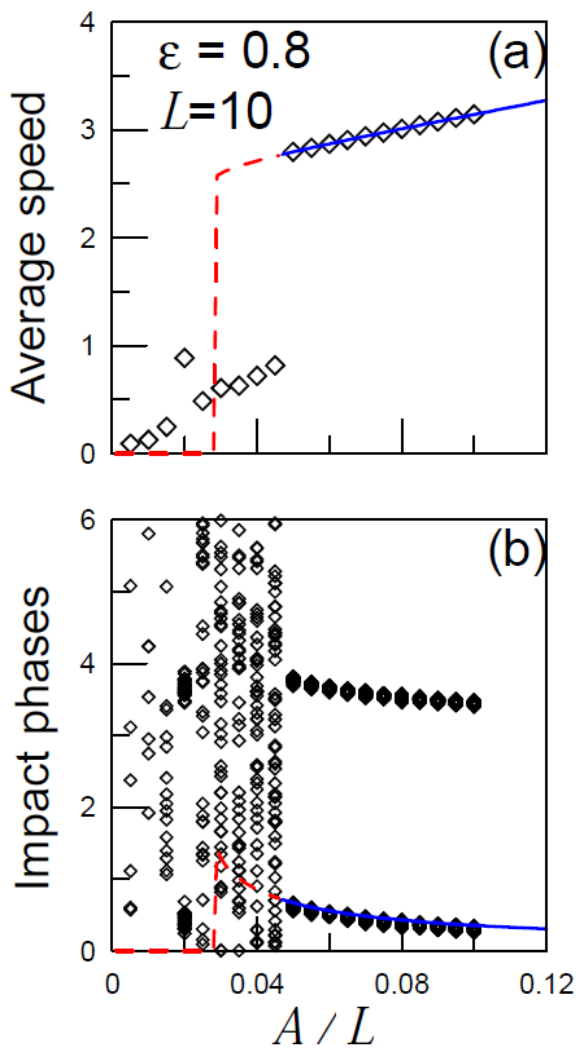 (a)
ε = 0.8
L=10
Average speed
4
3
2
1
0
(b)
Impact phases
6
4
2
0
0 0.04 0.08 0.12
A / L